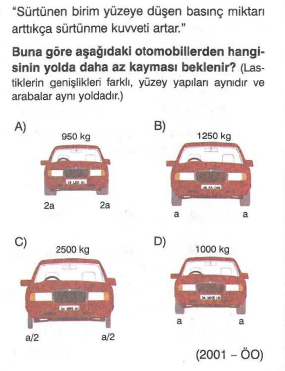 "Sürtünen birim yüzeye düşen basınç miktarı
arttıkça sürtünme kuvveti artar."
Buna göre aşağıdaki otomobillerden hangi-
sinin yolda daha az kayması beklenir? (Las-
tiklerin genişlikleri farklı, yüzey yapıları aynıdır ve
arabalar aynı yoldadır.)
A)
950 kg
2a 2a
B)
1250 kg
a a
C)
2500 kg
a/2 a/2
D)
1000 kg
a a
(2001 – ÖO)